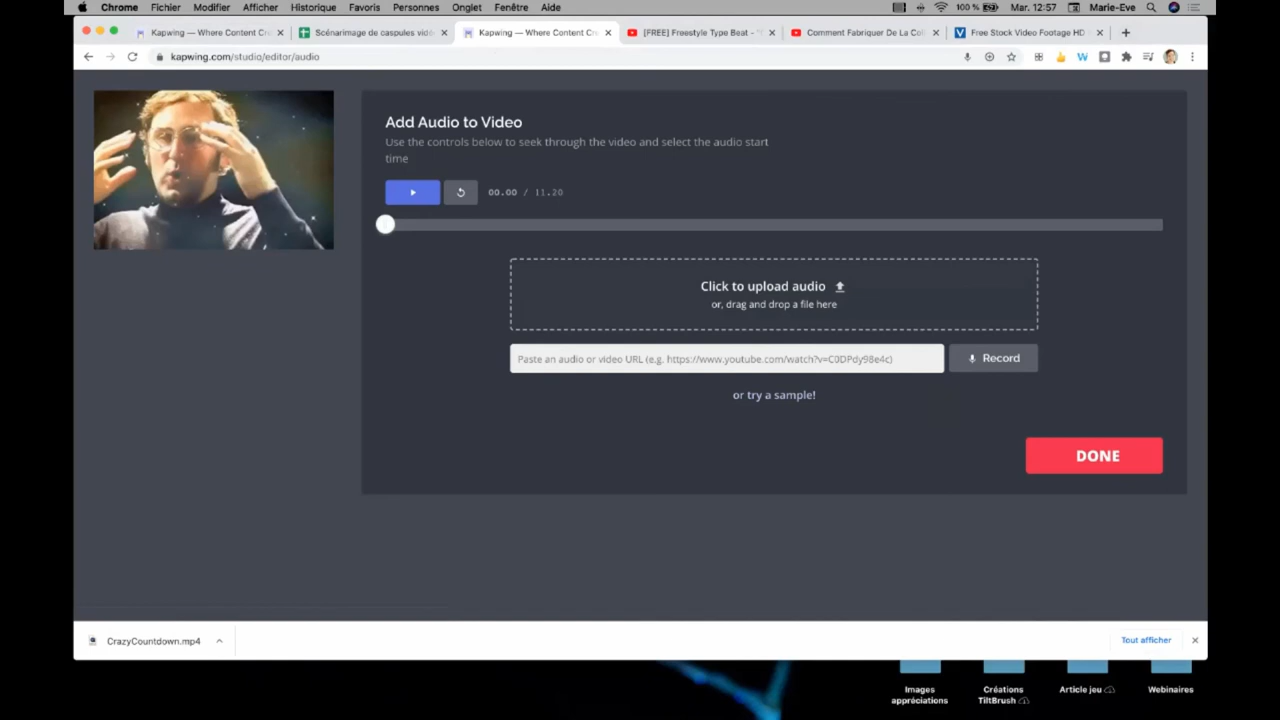 Chrome Fichier Modifier Afficher Historique Favoris Personnes Onglet Fenêtre Aide 100 % Mar. 12:57 Marie-Eve
Kapwing — Where Content Cr Scénarimage de caspules vidé Kapwing — Where Content Cr [FREE] Freestyle Type Beat - Comment Fabriquer De La Col Free Stock Video Footage HD
kapwing.com/studio/editor/audio
Add Audio to Video
Use the controls below to seek through the video and select the audio start
time
00.00 / 11.20
Click to upload audio
or, drag and drop a file here
Paste an audio or video URL (e.g. https://www.youtube.com/watch?v=C0DPdy98e4c)
Record
or try a sample!
DONE
CrazyCountdown.mp4
Tout afficher
Images
appréciations
Créations
TiltBrush
Article jeu
Webinaires